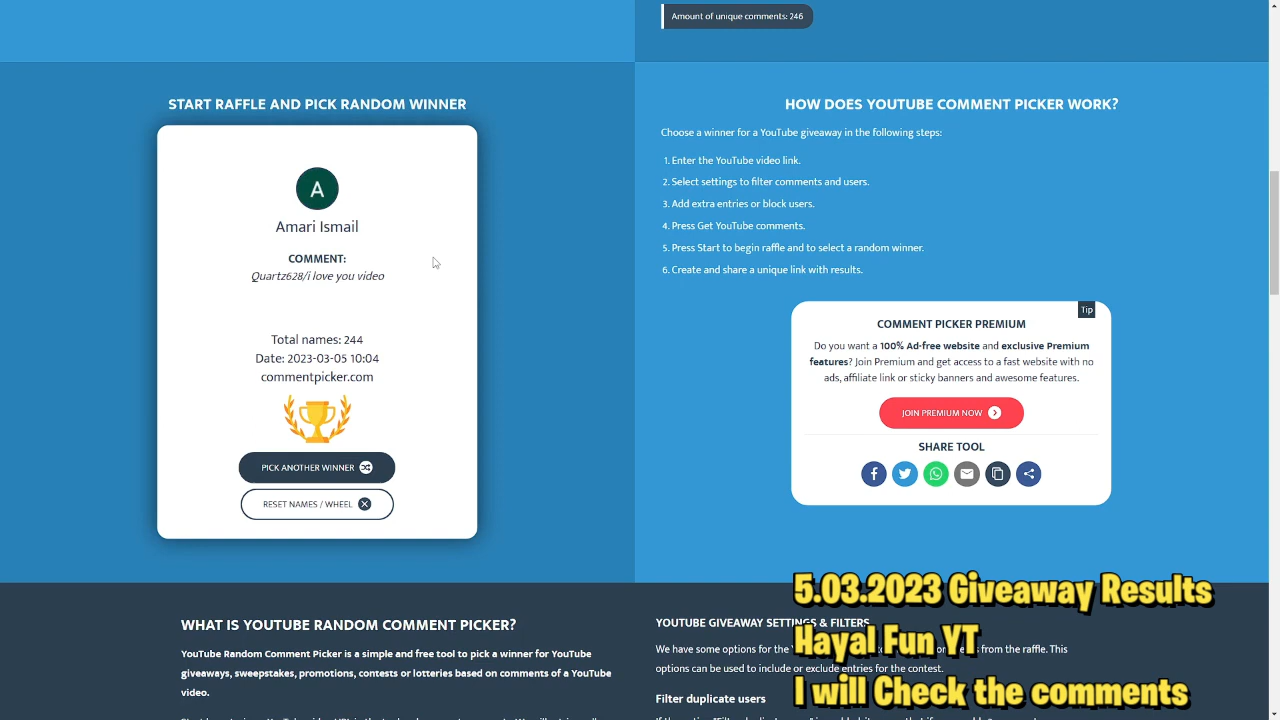 Amount of unique comments: 246
START RAFFLE AND PICK RANDOM WINNER
A
Amari Ismail
COMMENT:
Quartz628/i love you video
Total names: 244
Date: 2023-03-05 10:04
commentpicker.com
PICK ANOTHER WINNER
RESET NAMES / WHEEL
HOW DOES YOUTUBE COMMENT PICKER WORK?
Choose a winner for a YouTube giveaway in the following steps:
1. Enter the YouTube video link.
2. Select settings to filter comments and users.
3. Add extra entries or block users.
4. Press Get YouTube comments.
5. Press Start to begin raffle and to select a random winner.
6. Create and share a unique link with results.
Tip
COMMENT PICKER PREMIUM
Do you want a 100% Ad-free website and exclusive Premium
features? Join Premium and get access to a fast website with no
ads, affiliate link or sticky banners and awesome features.
JOIN PREMIUM NOW
SHARE TOOL
WHAT IS YOUTUBE RANDOM COMMENT PICKER?
YouTube Random Comment Picker is a simple and free tool to pick a winner for YouTube
giveaways, sweepstakes, promotions, contests or lotteries based on comments of a YouTube
video.
YOUTUBE GIVEAWAY SETTINGS & FILTERS
We have some options for the from the raffle. This
options can be used to include or exclude entries for the contest.
Filter duplicate users
5.03.2023 Giveaway Results
Hayal Fun YT
I will Check the comments